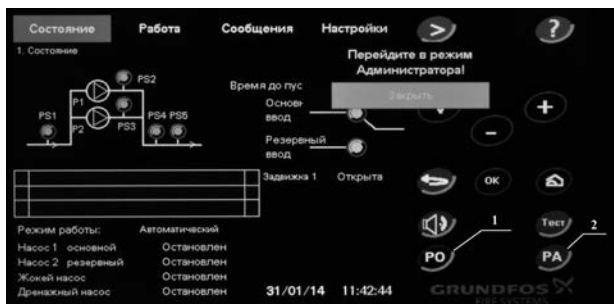 Состояние Работа Сообщения Настройки > ?
1. Состояние
Перейдите в режим
Администратора!
Закрыть
PS2
Время до пус
P1
Основн
ввод
+
PS1
P2
PS3
PS4 PS5
-
Резервный
ввод
Задвижка 1 Открыта
OK
Режим работы: Автоматический
1
Тест
2
Насос 1 основной Остановлен
Насос 2 резервный Остановлен
PO
PA
Жокей насос Остановлен
Дренажный насос Остановлен
31/01/14 11:42:44
GRUNDFOS
FIRE SYSTEMS